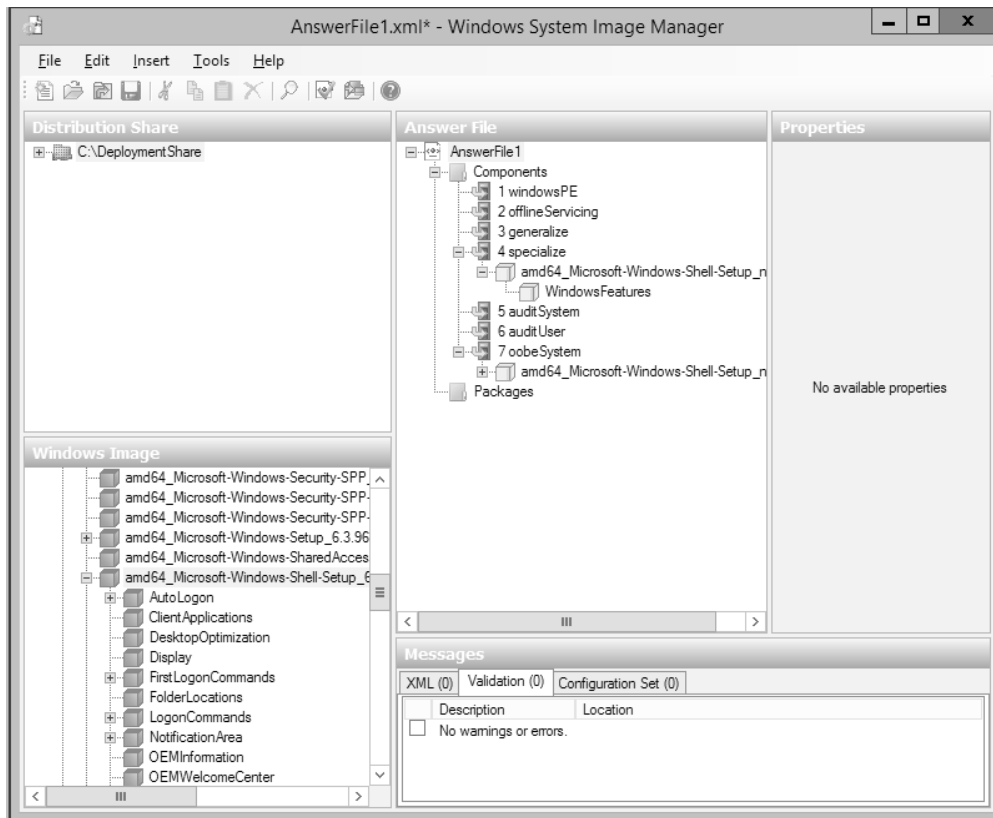 AnswerFile1.xml* - Windows System Image Manager
File Edit Insert Tools Help
Distribution Share
C:\DeploymentShare
Answer File
AnswerFile1
Components
1 windowsPE
2 offlineServicing
3 generalize
4 specialize
amd64_Microsoft-Windows-Shell-Setup_n
WindowsFeatures
5 auditSystem
6 auditUser
7 oobeSystem
amd64_Microsoft-Windows-Shell-Setup_n
Packages
Properties
No available properties
Windows Image
amd64_Microsoft-Windows-Security-SPP_
amd64_Microsoft-Windows-Security-SPP-
amd64_Microsoft-Windows-Security-SPP-
amd64_Microsoft-Windows-Setup_6.3.96
amd64_Microsoft-Windows-SharedAcces
amd64_Microsoft-Windows-Shell-Setup_6
AutoLogon
ClientApplications
DesktopOptimization
Display
FirstLogonCommands
FolderLocations
LogonCommands
NotificationArea
OEMInformation
OEMWelcomeCenter
Messages
XML (0) Validation (0) Configuration Set (0)
Description Location
No warnings or errors.